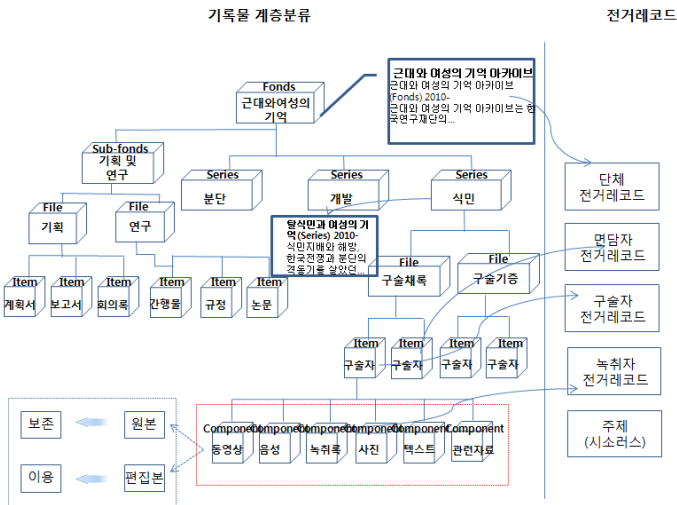 기록물 계층분류
전거레코드
Fonds
근대와여성의
기억
근대와 여성의 기억 아카이브
근대와 여성의 기억 아카이브
(Fonds) 2010-
근대와 여성의 기억 아카이브는 한
국연구재단의...
Sub-fonds
기획 및
연구
Series
분단
Series
개발
Series
식민
단체
전거레코드
File
기획
File
연구
탈식민과 여성의 기
억(Series) 2010-
식민지배와 해방,
한국전쟁과 분단의
격동기를 살았던...
면담자
전거레코드
File
구술채록
File
구술기증
Item
계획서
Item
보고서
Item
회의록
Item
간행물
Item
규정
Item
논문
구술자
전거레코드
Item
구술자
Item
구술자
Item
구술자
Item
구술자
녹취자
전거레코드
Component
동영상
Component
음성
Component
녹취록
Component
사진
Component
텍스트
Component
관련자료
주제
(시소러스)
보존
원본
이용
편집본